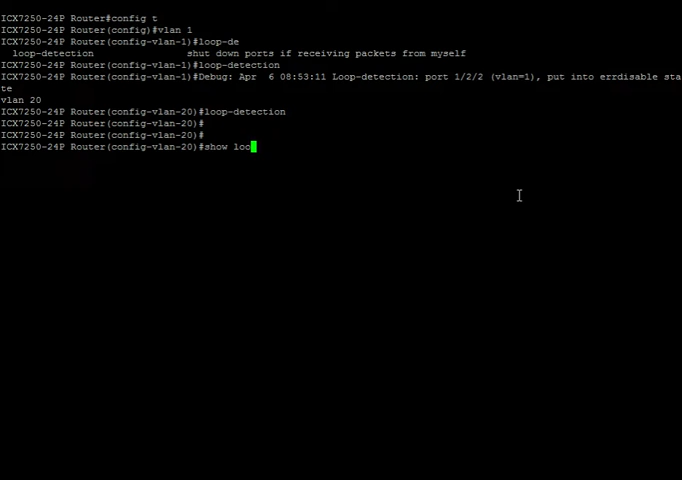 ICX7250-24P Router#config t
ICX7250-24P Router(config)#vlan 1
ICX7250-24P Router(config-vlan-1)#loop-de
  loop-detection                 shut down ports if receiving packets from myself
ICX7250-24P Router(config-vlan-1)#loop-detection
ICX7250-24P Router(config-vlan-1)#Debug: Apr  6 08:53:11 Loop-detection: port 1/2/2 (vlan=1), put into errdisable sta
te
vlan 20
ICX7250-24P Router(config-vlan-20)#loop-detection
ICX7250-24P Router(config-vlan-20)#
ICX7250-24P Router(config-vlan-20)#
ICX7250-24P Router(config-vlan-20)#show loo